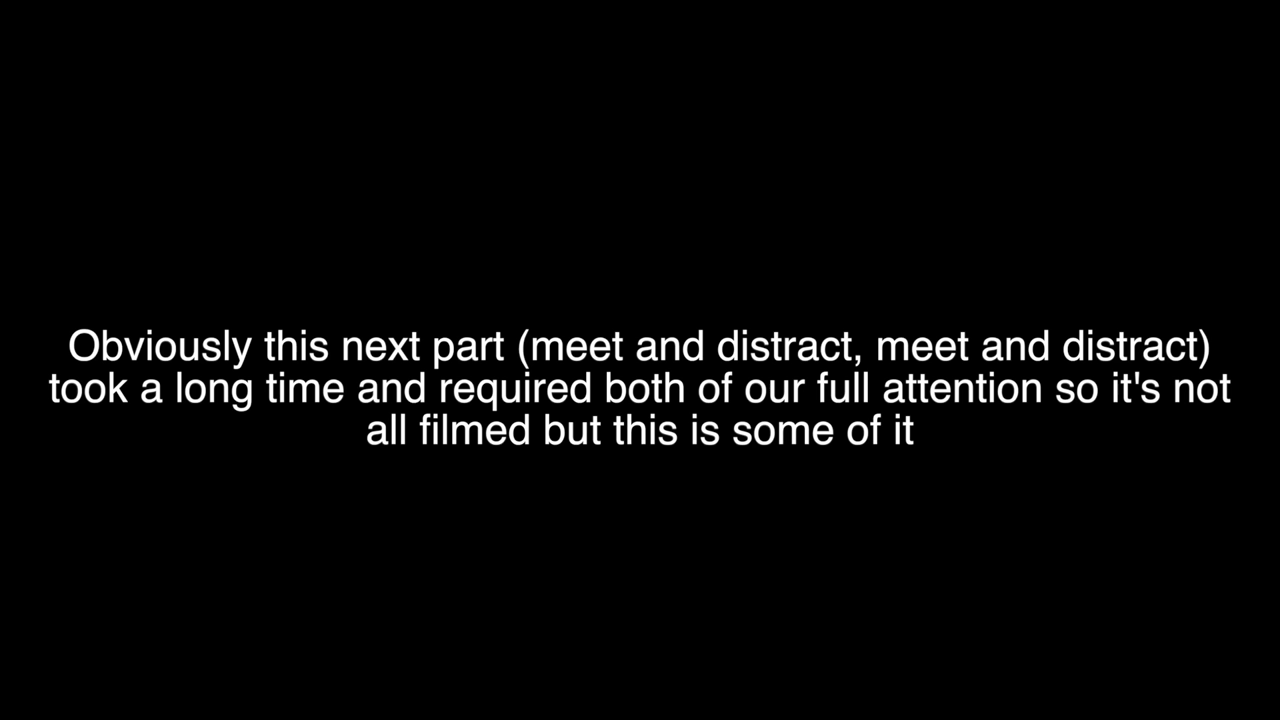 Obviously this next part (meet and distract, meet and distract)
took a long time and required both of our full attention so it's not
all filmed but this is some of it